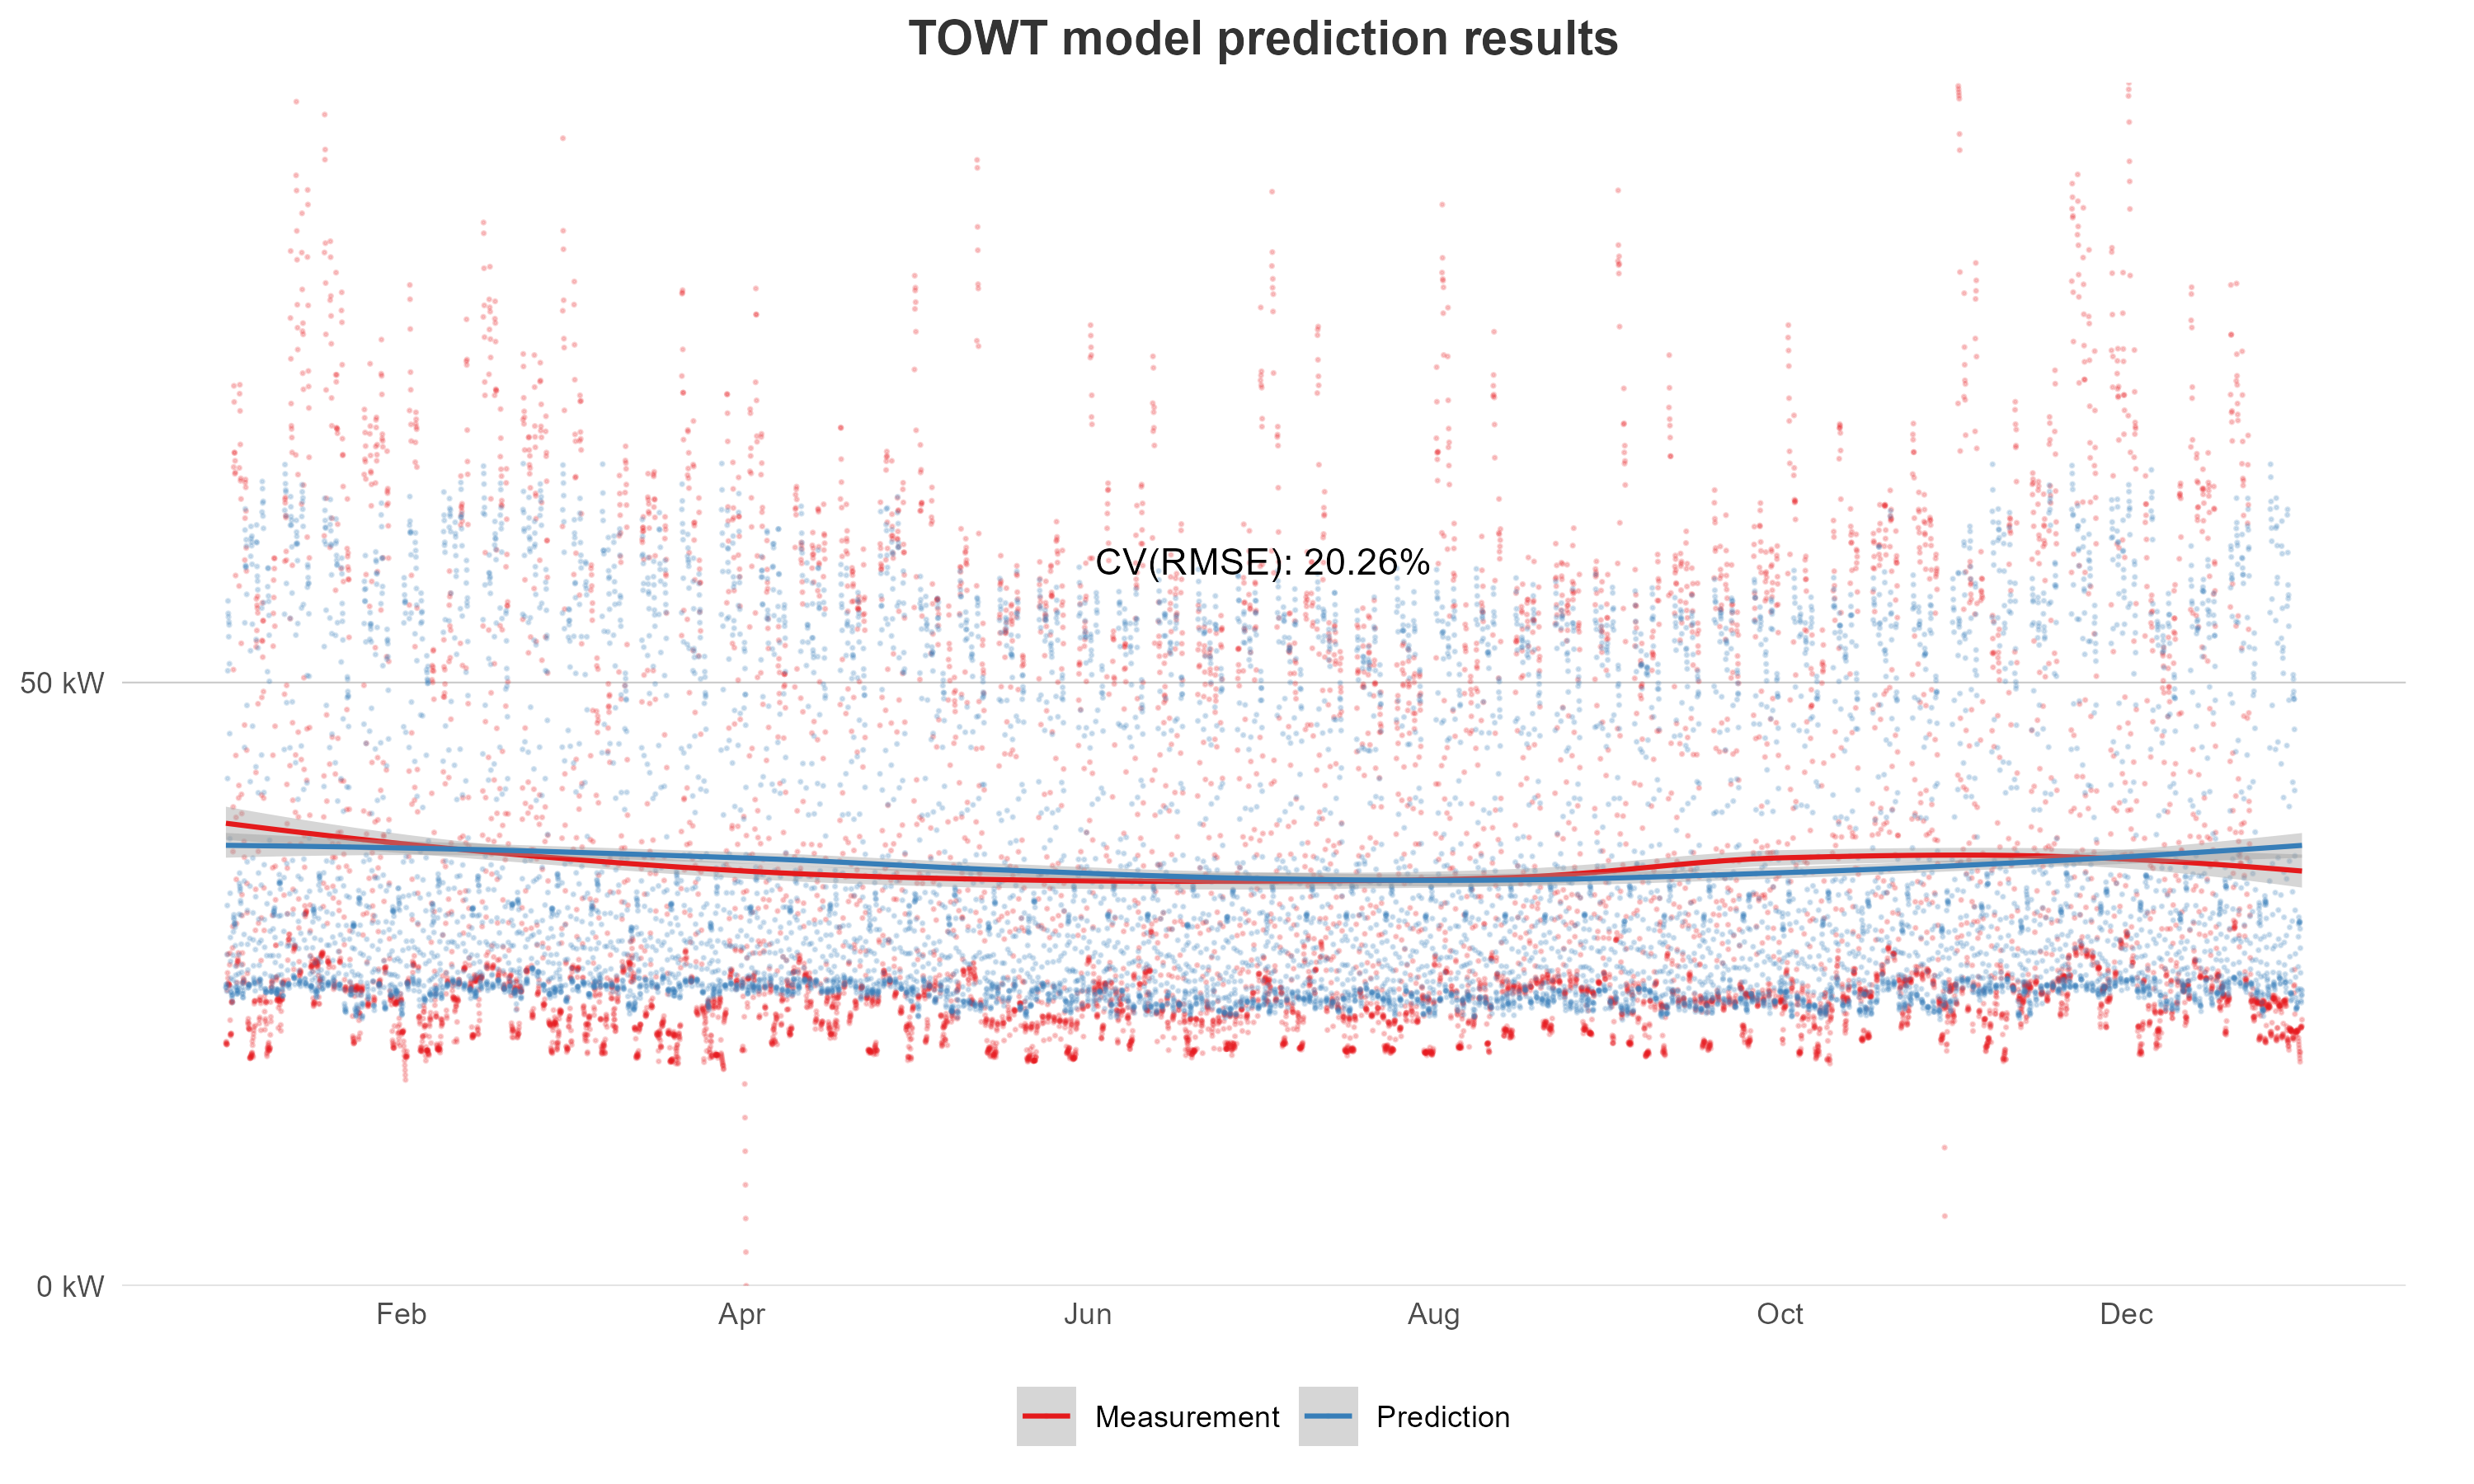 TOWT model prediction results
CV(RMSE): 20.26%
50 kW
0 kW
Feb Apr Jun Aug Oct Dec
Measurement Prediction